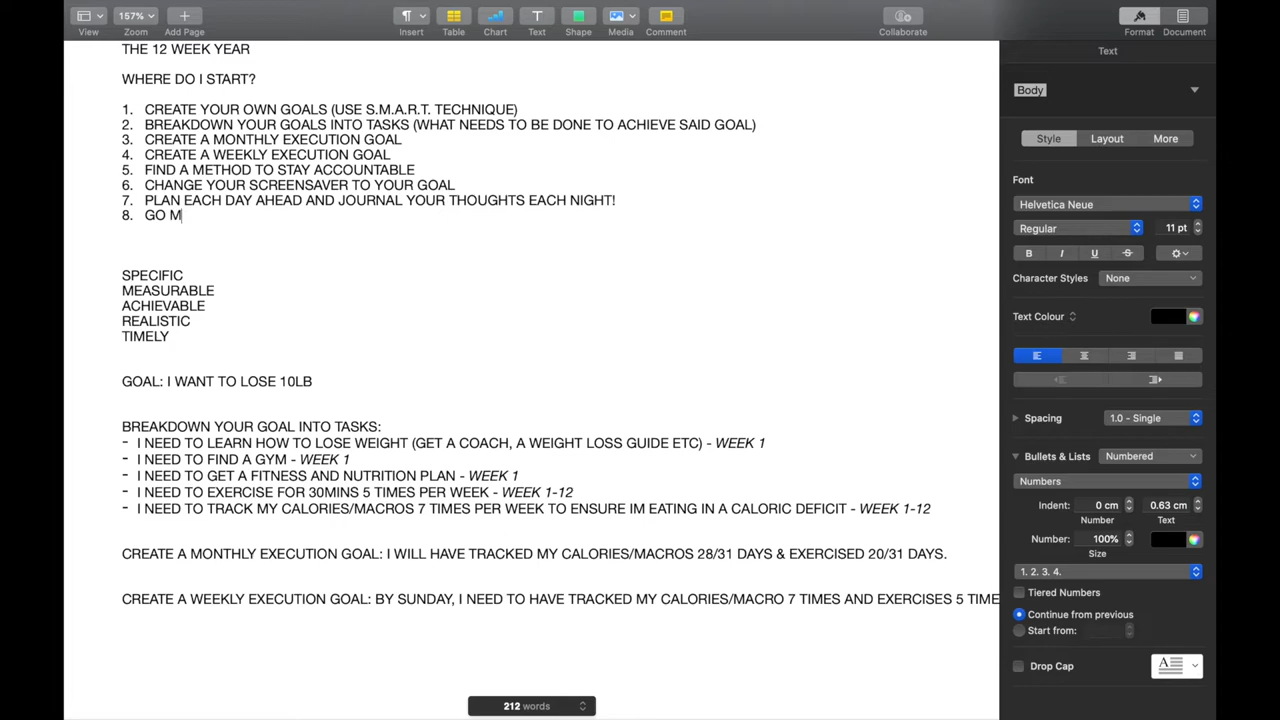 157%
View
Zoom
Add Page
Insert
Table
Chart
Text
Shape
Media
Comment
Collaborate
Format
Document
THE 12 WEEK YEAR
WHERE DO I START?
1. CREATE YOUR OWN GOALS (USE S.M.A.R.T. TECHNIQUE)
2. BREAKDOWN YOUR GOALS INTO TASKS (WHAT NEEDS TO BE DONE TO ACHIEVE SAID GOAL)
3. CREATE A MONTHLY EXECUTION GOAL
4. CREATE A WEEKLY EXECUTION GOAL
5. FIND A METHOD TO STAY ACCOUNTABLE
6. CHANGE YOUR SCREENSAVER TO YOUR GOAL
7. PLAN EACH DAY AHEAD AND JOURNAL YOUR THOUGHTS EACH NIGHT!
8. GO M
SPECIFIC
MEASURABLE
ACHIEVABLE
REALISTIC
TIMELY
GOAL: I WANT TO LOSE 10LB
BREAKDOWN YOUR GOAL INTO TASKS:
- I NEED TO LEARN HOW TO LOSE WEIGHT (GET A COACH, A WEIGHT LOSS GUIDE ETC) - WEEK 1
- I NEED TO FIND A GYM - WEEK 1
- I NEED TO GET A FITNESS AND NUTRITION PLAN - WEEK 1
- I NEED TO EXERCISE FOR 30MINS 5 TIMES PER WEEK - WEEK 1-12
- I NEED TO TRACK MY CALORIES/MACROS 7 TIMES PER WEEK TO ENSURE IM EATING IN A CALORIC DEFICIT - WEEK 1-12
CREATE A MONTHLY EXECUTION GOAL: I WILL HAVE TRACKED MY CALORIES/MACROS 28/31 DAYS & EXERCISED 20/31 DAYS.
CREATE A WEEKLY EXECUTION GOAL: BY SUNDAY, I NEED TO HAVE TRACKED MY CALORIES/MACRO 7 TIMES AND EXERCISES 5 TIME
212 words
Text
Body
Style Layout More
Font
Helvetica Neue
Regular 11 pt
B I U S
Character Styles None
Text Colour
Spacing 1.0 - Single
Bullets & Lists Numbered
Numbers
Indent: 0 cm 0.63 cm
Number Text
Number: 100%
Size
1. 2. 3. 4.
Tiered Numbers
Continue from previous
Start from:
Drop Cap